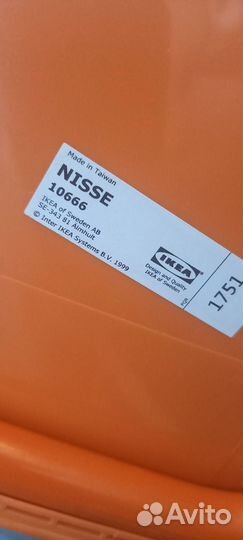 Made in Taiwan
NISSE
10666
IKEA of Sweden AB
SE-343 81 Älmhult
© Inter IKEA Systems B.V. 1999
IKEA
Design and Quality
IKEA of Sweden
1751
Avito